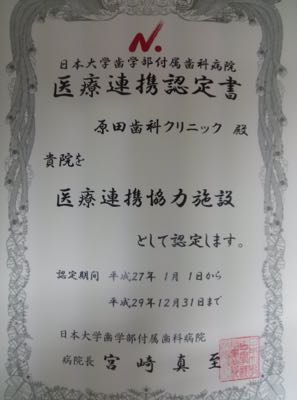 N.
日本大学歯学部付属歯科病院
医療連携認定書
原田歯科クリニック 殿
貴院を
医療連携協力施設
として認定します。
認定期間 平成27年 1月 1日から
平成29年12月31日まで
日本大学歯学部付属歯科病院
病院長 宮崎真至